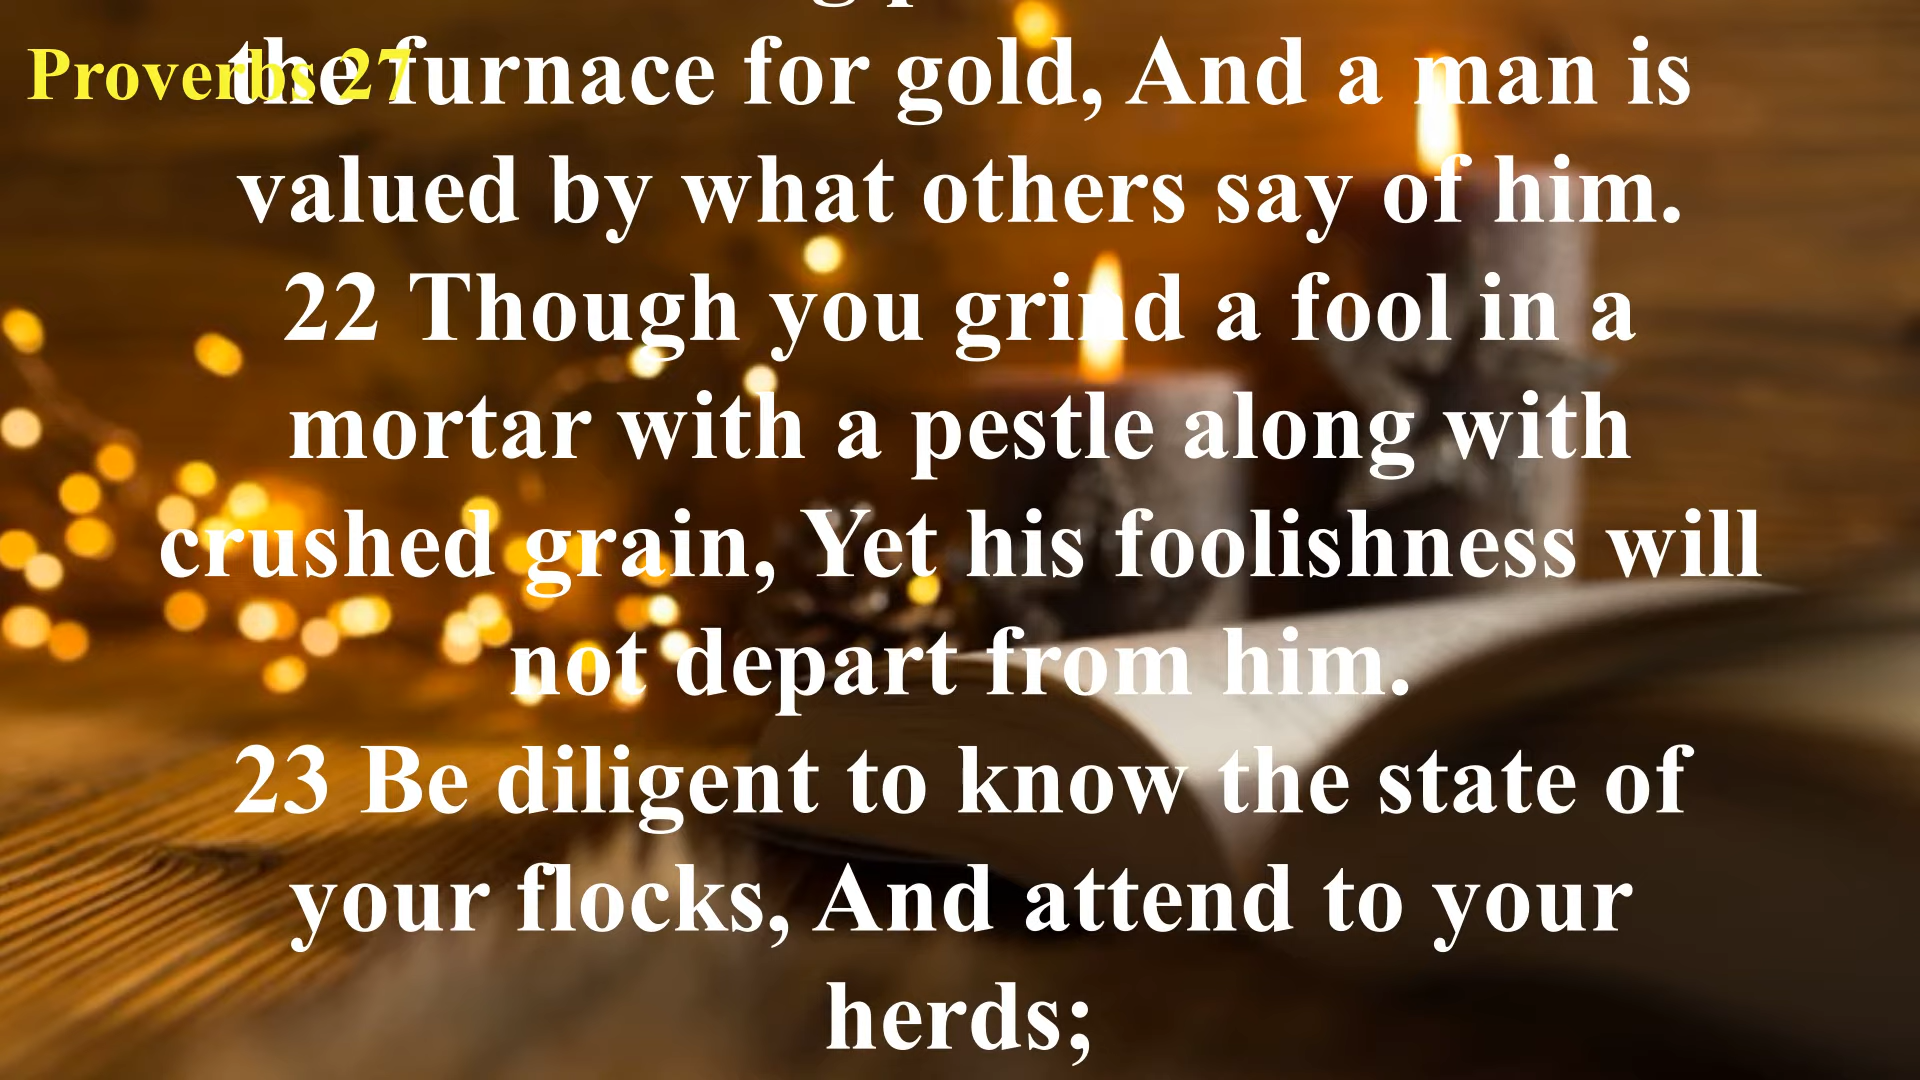 Proverbs 27
the furnace for gold, And a man is
valued by what others say of him.
22 Though you grind a fool in a
mortar with a pestle along with
crushed grain, Yet his foolishness will
not depart from him.
23 Be diligent to know the state of
your flocks, And attend to your
herds;